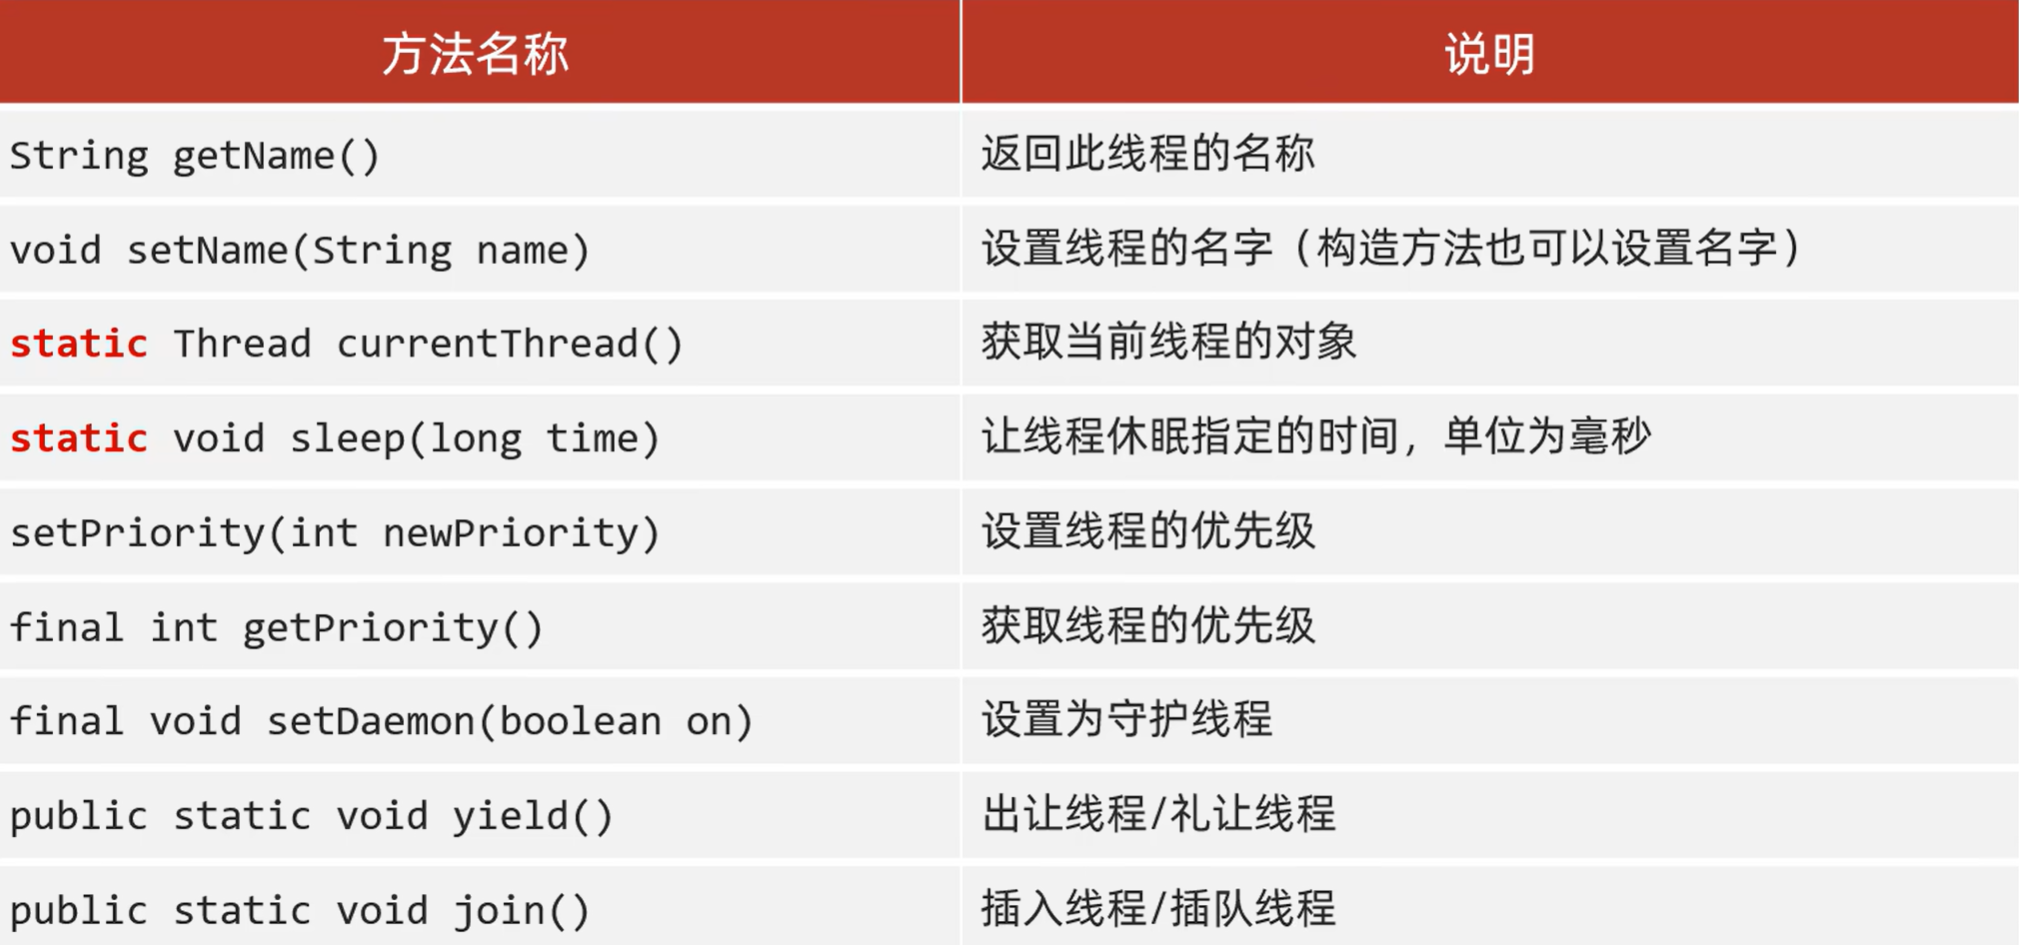 方法名称 说明
String getName() 返回此线程的名称
void setName(String name) 设置线程的名字（构造方法也可以设置名字）
static Thread currentThread() 获取当前线程的对象
static void sleep(long time) 让线程休眠指定的时间，单位为毫秒
setPriority(int newPriority) 设置线程的优先级
final int getPriority() 获取线程的优先级
final void setDaemon(boolean on) 设置为守护线程
public static void yield() 出让线程/礼让线程
public static void join() 插入线程/插队线程